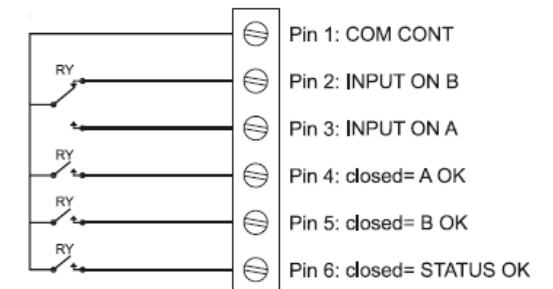 Pin 1: COM CONT
RY
Pin 2: INPUT ON B
Pin 3: INPUT ON A
RY
Pin 4: closed= A OK
RY
Pin 5: closed= B OK
RY
Pin 6: closed= STATUS OK